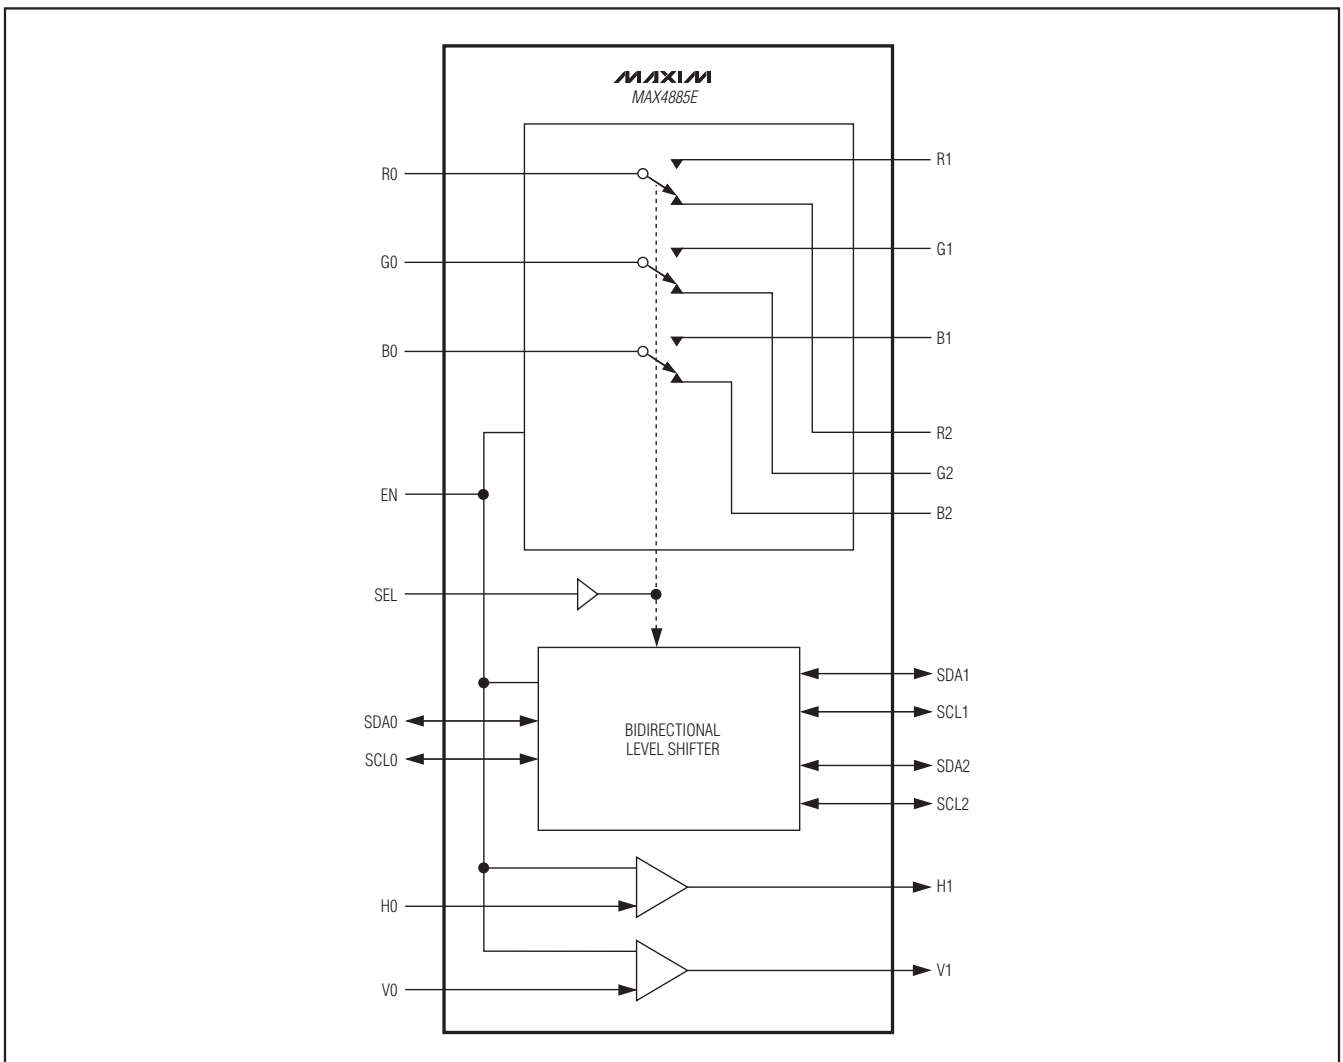 MAXIM
MAX4885E
R0
R1
G0
G1
B0
B1
R2
G2
EN
B2
SEL
SDA1
SDA0
SCL1
BIDIRECTIONAL
LEVEL SHIFTER
SCL0
SDA2
SCL2
H0
H1
V0
V1